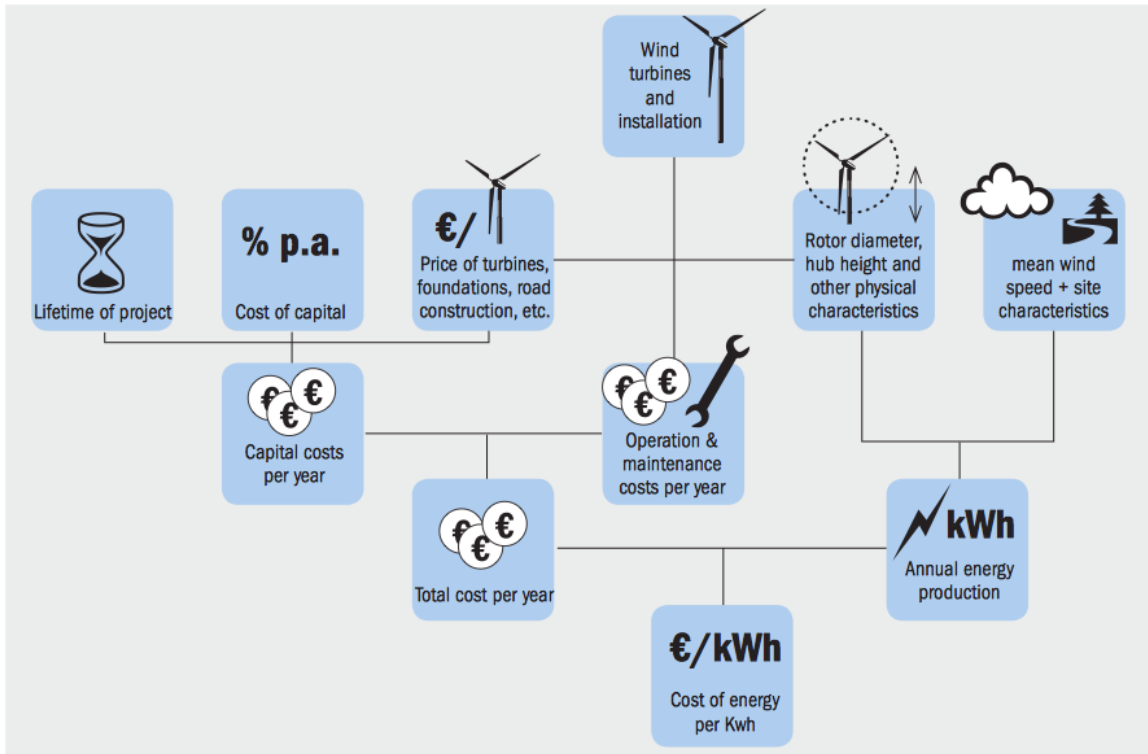 Wind
turbines
and
installation
Lifetime of project
% p.a.
Cost of capital
€/
Price of turbines,
foundations, road
construction, etc.
Rotor diameter,
hub height and
other physical
characteristics
mean wind
speed + site
characteristics
€ € €
Capital costs
per year
€ € €
Operation &
maintenance
costs per year
€ € €
Total cost per year
kWh
Annual energy
production
€/kWh
Cost of energy
per Kwh